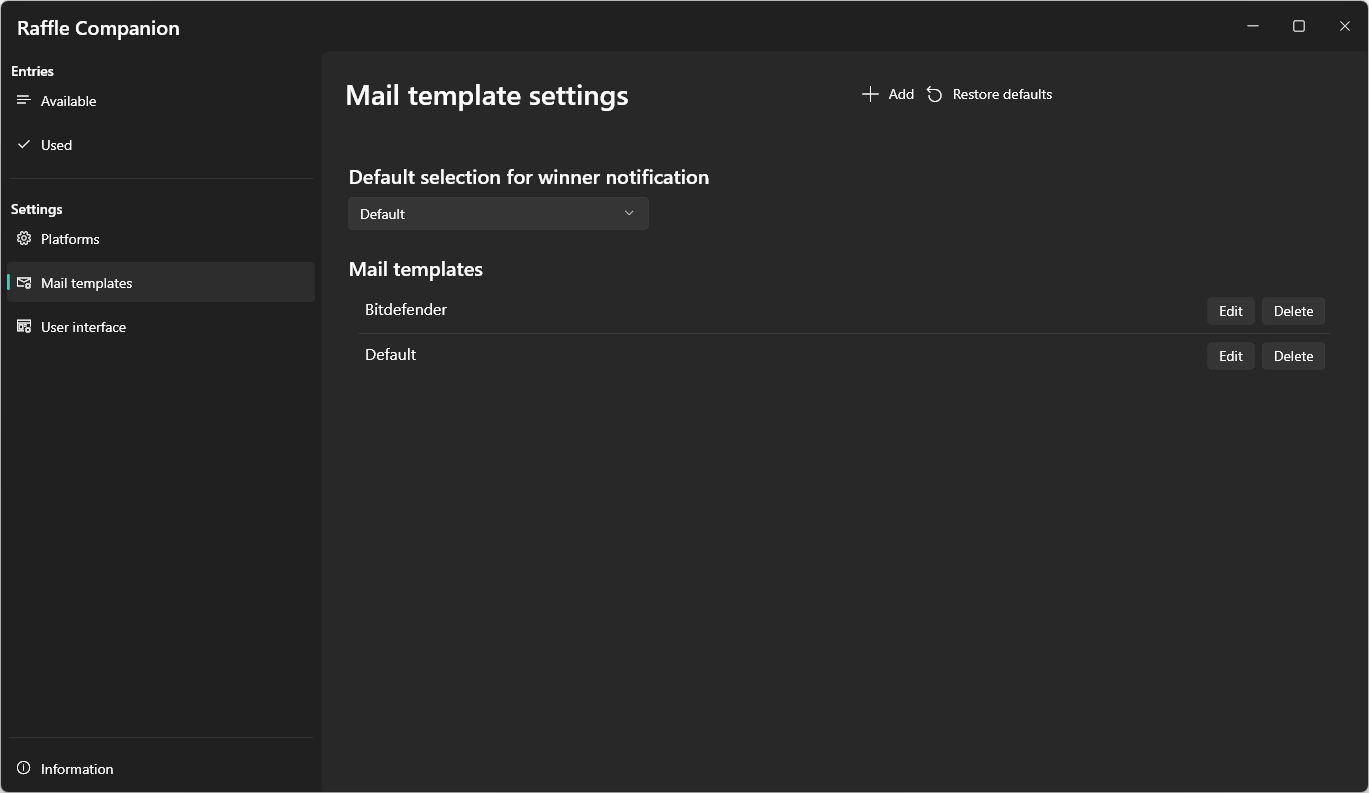 Raffle Companion
Entries
Available
Used
Settings
Platforms
Mail templates
User interface
Information
Mail template settings
Add Restore defaults
Default selection for winner notification
Default
Mail templates
Bitdefender Edit Delete
Default Edit Delete